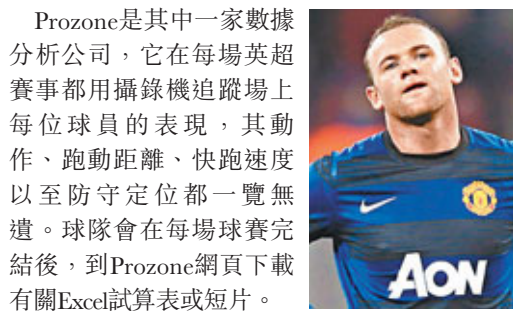 Prozone是其中一家數據
分析公司，它在每場英超
賽事都用攝錄機追蹤場上
每位球員的表現，其動
作、跑動距離、快跑速度
以至防守定位都一覽無
遺。球隊會在每場球賽完
結後，到Prozone網頁下載
有關Excel試算表或短片。
AON